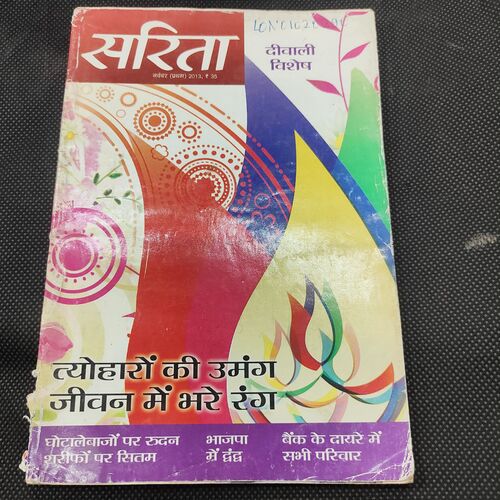 सरिता
नवंबर (प्रथम) 2013, ₹ 35
दीवाली
विशेष
त्योहारों की उमंग
जीवन में भरे रंग
घोटालेबाजों पर रुदन
शरीफों पर सितम
भाजपा
में द्वंद्व
बैंक के दायरे में
सभी परिवार